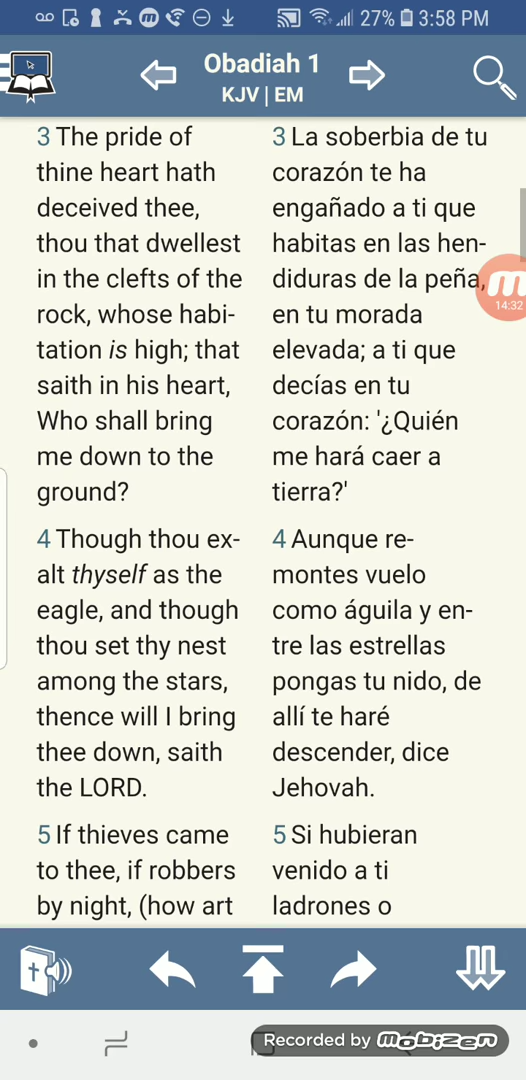 27% 3:58 PM
Obadiah 1
KJV | EM
3 The pride of
thine heart hath
deceived thee,
thou that dwellest
in the clefts of the
rock, whose habi-
tation is high; that
saith in his heart,
Who shall bring
me down to the
ground?
4 Though thou ex-
alt thyself as the
eagle, and though
thou set thy nest
among the stars,
thence will I bring
thee down, saith
the LORD.
5 If thieves came
to thee, if robbers
by night, (how art
3 La soberbia de tu
corazón te ha
engañado a ti que
habitas en las hen-
diduras de la peña,
en tu morada
elevada; a ti que
decías en tu
corazón: '¿Quién
me hará caer a
tierra?'
4 Aunque re-
montes vuelo
como águila y en-
tre las estrellas
pongas tu nido, de
allí te haré
descender, dice
Jehovah.
5 Si hubieran
venido a ti
ladrones o
14:32
Recorded by mobizen